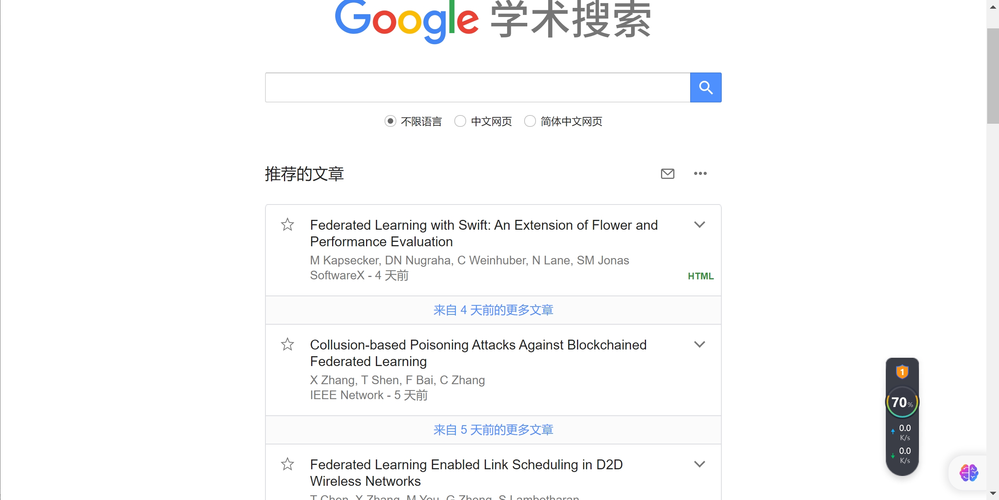 Google 学术搜索
不限语言 中文网页 简体中文网页
推荐的文章
Federated Learning with Swift: An Extension of Flower and
Performance Evaluation
M Kapsecker, DN Nugraha, C Weinhuber, N Lane, SM Jonas
SoftwareX - 4 天前
HTML
来自 4 天前的更多文章
Collusion-based Poisoning Attacks Against Blockchained
Federated Learning
X Zhang, T Shen, F Bai, C Zhang
IEEE Network - 5 天前
来自 5 天前的更多文章
Federated Learning Enabled Link Scheduling in D2D
Wireless Networks
T Chen, X Zhang, M You, G Zheng, S Lambotharan
1
70%
0.0
K/s
0.0
K/s